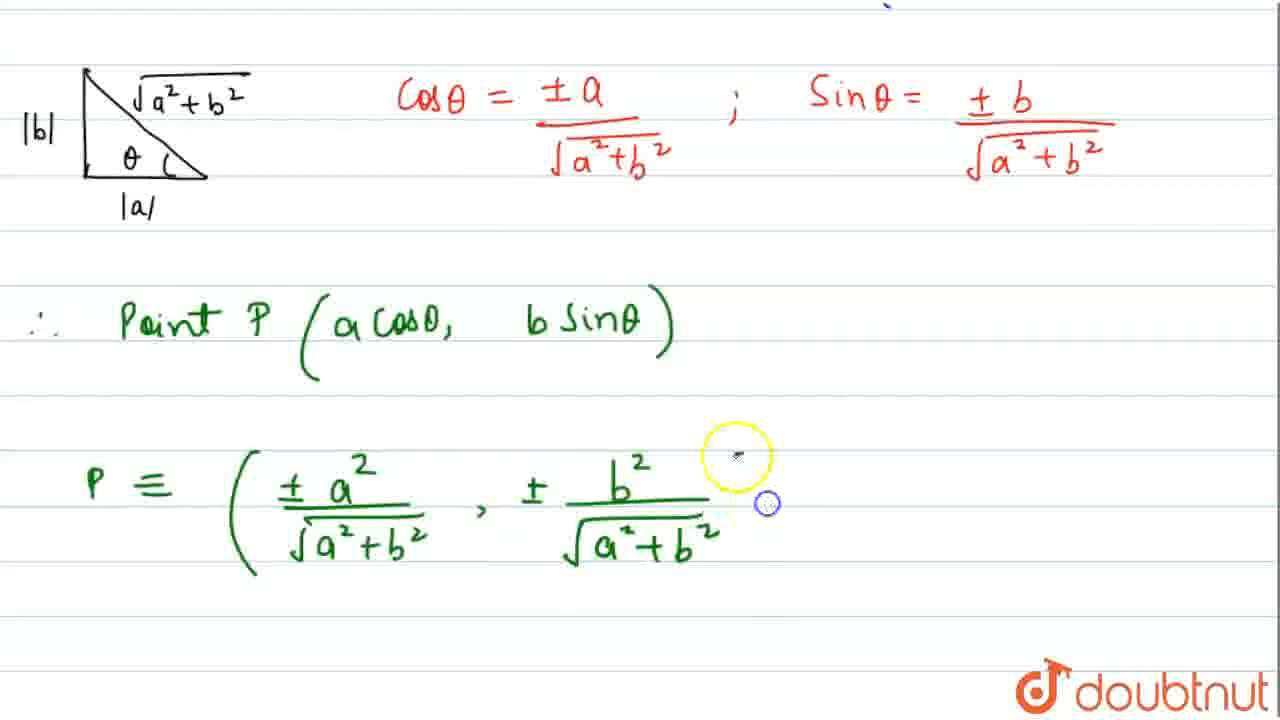 √a²+b²
|b|
θ
|a|
Cosθ = ±a/√a²+b² ; Sinθ = ± b/√a²+b²
∴ Point P (a Cosθ, b Sinθ)
P ≡ (± a²/√a²+b² , ± b²/√a²+b²
doubtnut